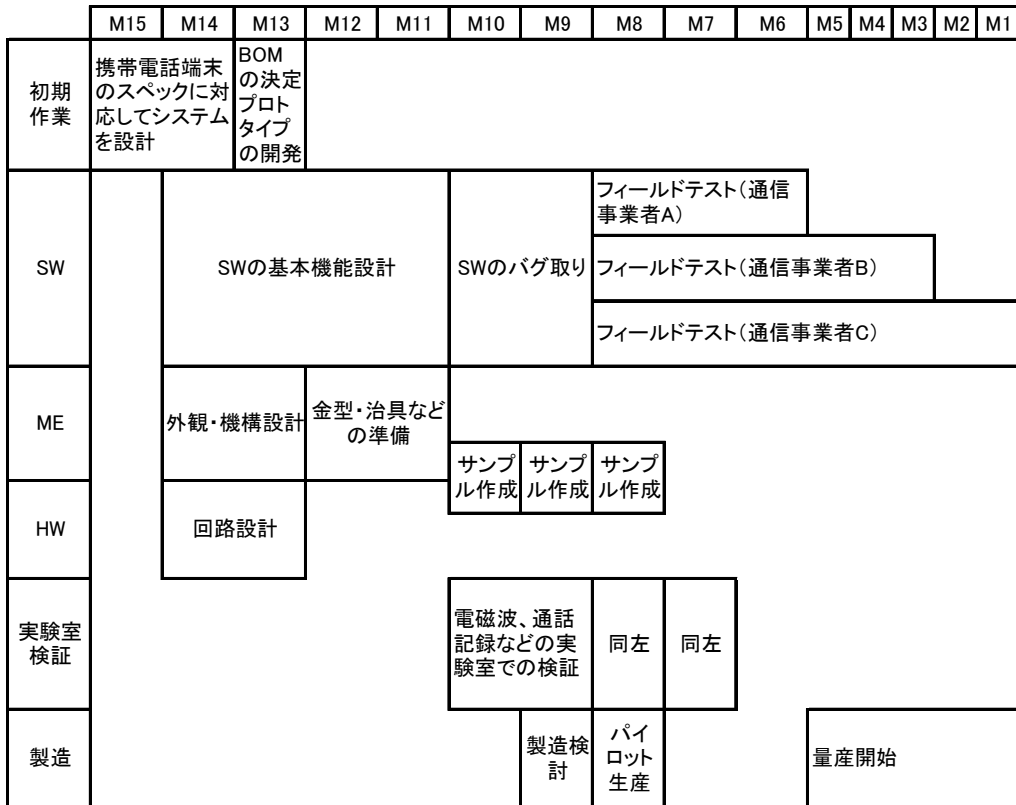 M15 M14 M13 M12 M11 M10 M9 M8 M7 M6 M5 M4 M3 M2 M1
初期
作業
携帯電話端末
のスペックに対
応してシステム
を設計
BOM
の決定
プロト
タイプ
の開発
SW
SWの基本機能設計
SWのバグ取り
フィールドテスト(通信
事業者A)
フィールドテスト(通信事業者B)
フィールドテスト(通信事業者C)
ME
外観・機構設計
金型・治具など
の準備
サンプ
ル作成
サンプ
ル作成
サンプ
ル作成
HW
回路設計
実験室
検証
電磁波、通話
記録などの実
験室での検証
同左
同左
製造
製造検
討
パイ
ロット
生産
量産開始